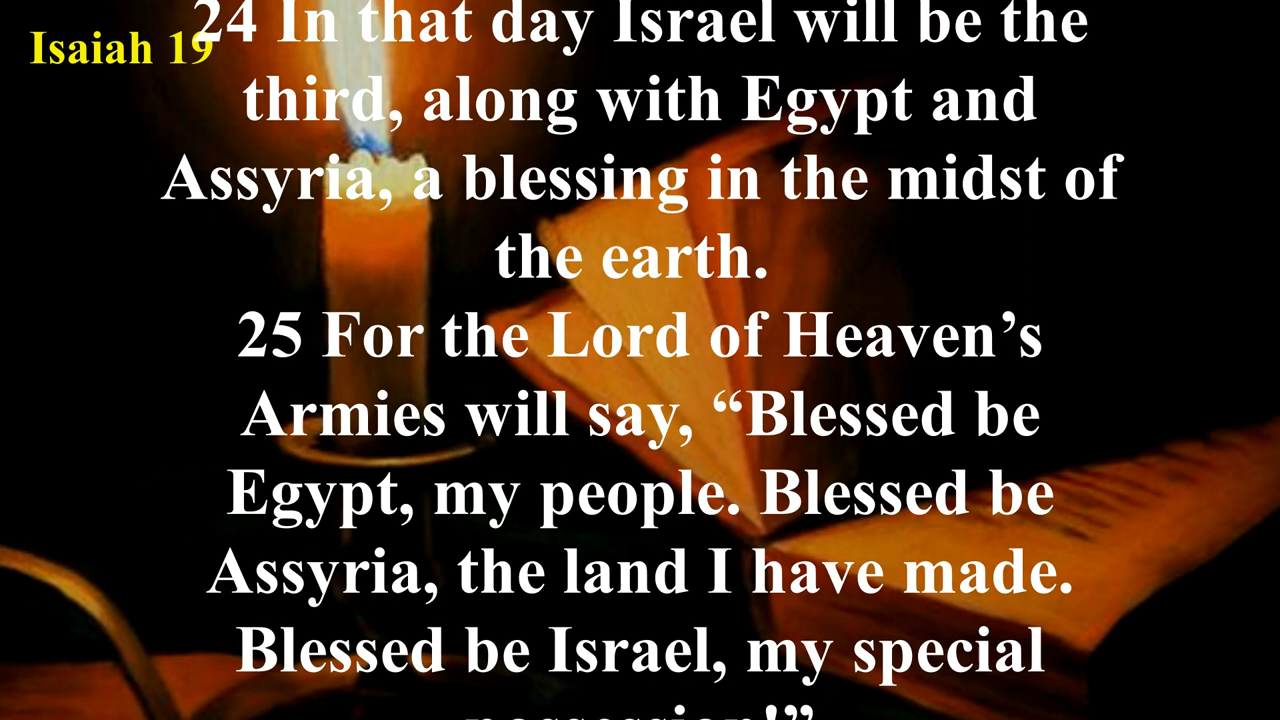 Isaiah 19
24 In that day Israel will be the
third, along with Egypt and
Assyria, a blessing in the midst of
the earth.
25 For the Lord of Heaven’s
Armies will say, “Blessed be
Egypt, my people. Blessed be
Assyria, the land I have made.
Blessed be Israel, my special
possession!”